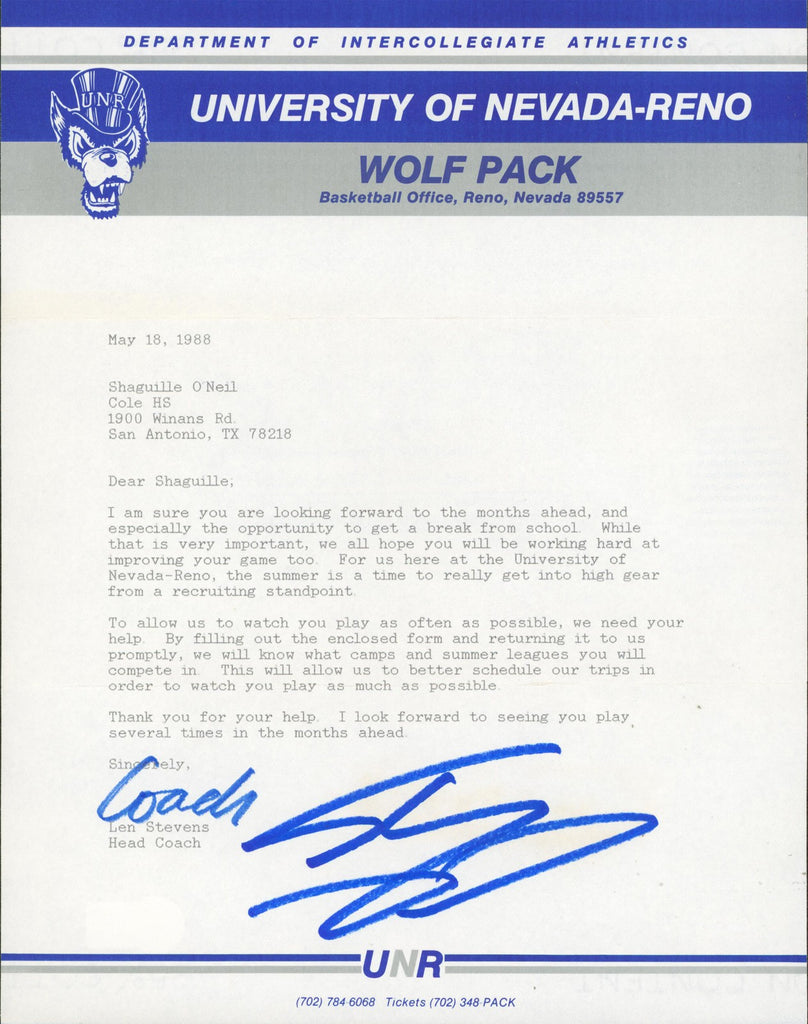 DEPARTMENT OF INTERCOLLEGIATE ATHLETICS
UNR
UNIVERSITY OF NEVADA-RENO
WOLF PACK
Basketball Office, Reno, Nevada 89557
May 18, 1988
Shaguille O'Neil
Cole HS
1900 Winans Rd.
San Antonio, TX 78218
Dear Shaguille;
I am sure you are looking forward to the months ahead, and
especially the opportunity to get a break from school. While
that is very important, we all hope you will be working hard at
improving your game too. For us here at the University of
Nevada-Reno, the summer is a time to really get into high gear
from a recruiting standpoint.
To allow us to watch you play as often as possible, we need your
help. By filling out the enclosed form and returning it to us
promptly, we will know what camps and summer leagues you will
compete in. This will allow us to better schedule our trips in
order to watch you play as much as possible.
Thank you for your help. I look forward to seeing you play
several times in the months ahead.
Sincerely,
Coach
Len Stevens
Head Coach
UNR
(702) 784-6068 Tickets (702) 348-PACK